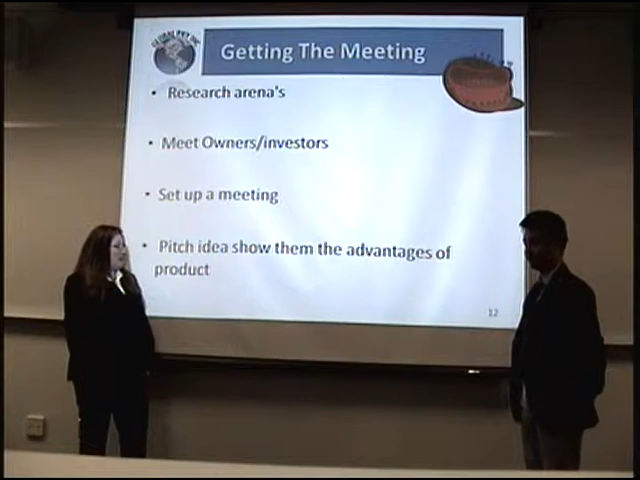 Getting The Meeting
• Research arena's
• Meet Owners/investors
• Set up a meeting
• Pitch idea show them the advantages of
product
12